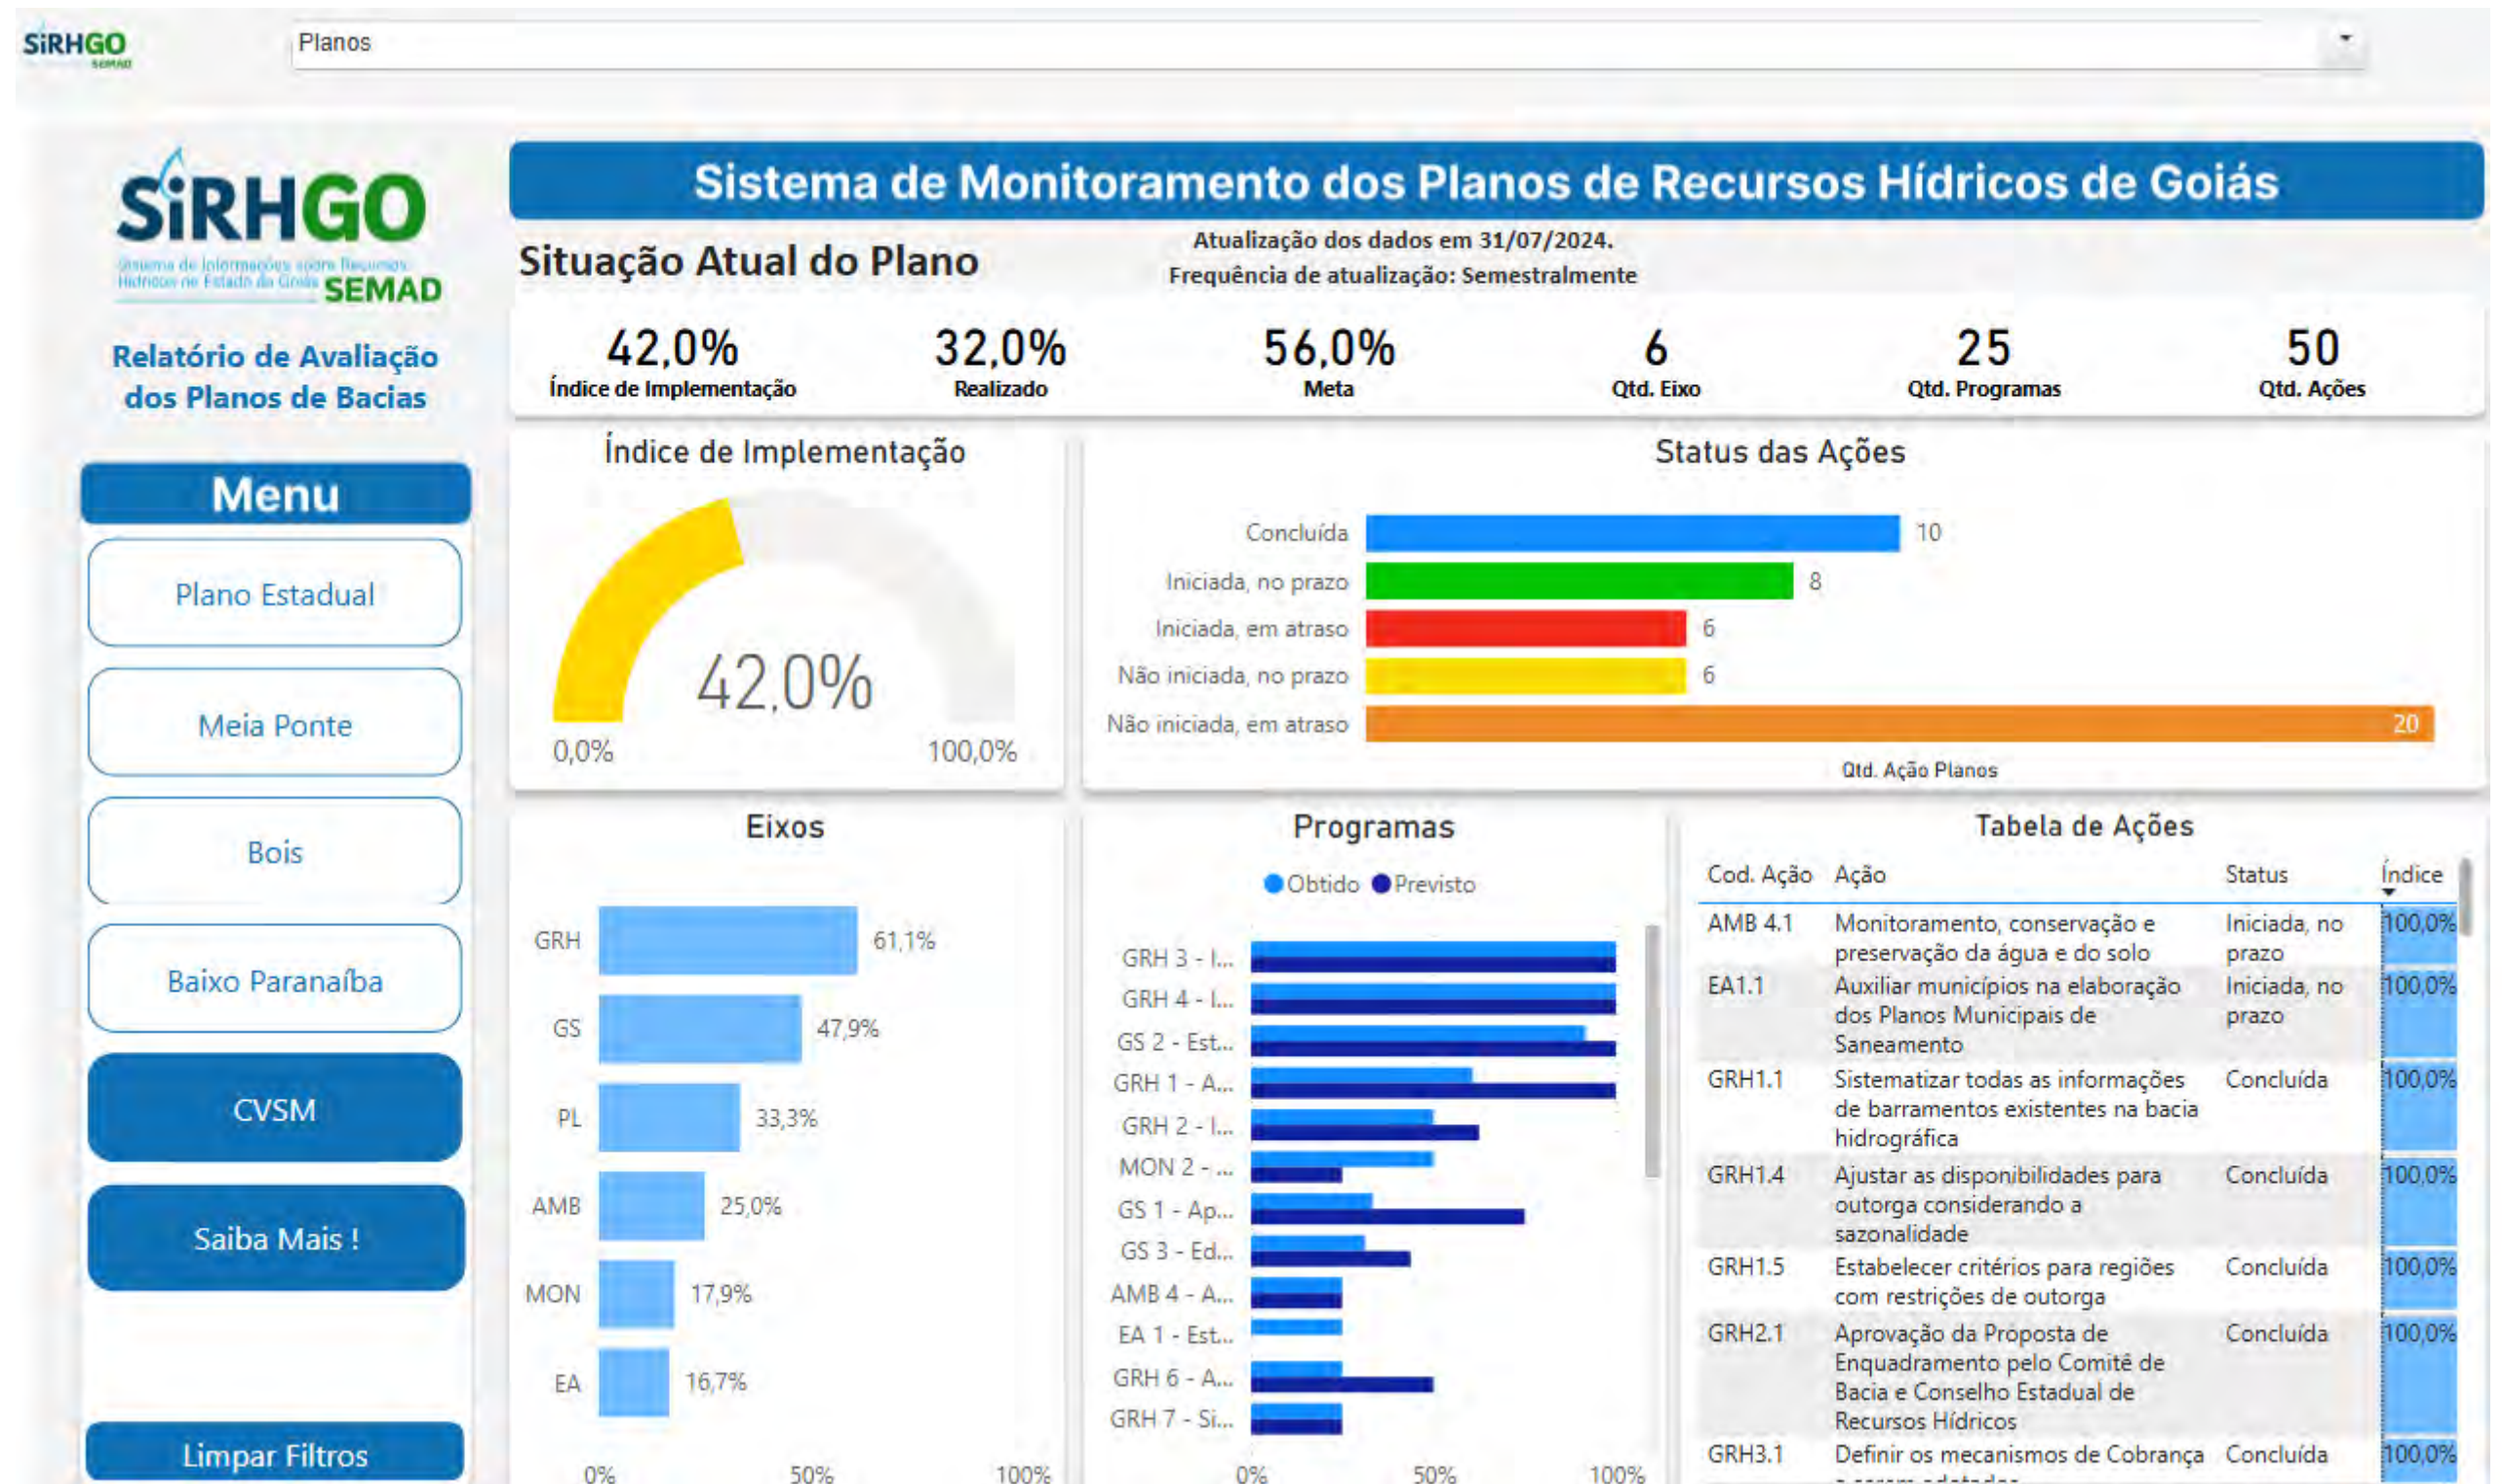 SiRHGO
SEMAD
Planos
SiRHGO
Sistema de Informações sobre Recursos
Hídricos no Estado de Goiás SEMAD
Relatório de Avaliação
dos Planos de Bacias
Menu
Plano Estadual
Meia Ponte
Bois
Baixo Paranaíba
CVSM
Saiba Mais !
Limpar Filtros
Sistema de Monitoramento dos Planos de Recursos Hídricos de Goiás
Situação Atual do Plano
Atualização dos dados em 31/07/2024.
Frequência de atualização: Semestralmente
42,0% 32,0% 56,0% 6 25 50
Índice de Implementação Realizado Meta Qtd. Eixo Qtd. Programas Qtd. Ações
Índice de Implementação
42,0%
0,0% 100,0%
Status das Ações
Concluída 10
Iniciada, no prazo 8
Iniciada, em atraso 6
Não iniciada, no prazo 6
Não iniciada, em atraso 20
Qtd. Ação Planos
Eixos
GRH 61,1%
GS 47,9%
PL 33,3%
AMB 25,0%
MON 17,9%
EA 16,7%
0% 50% 100%
Programas
Obtido Previsto
GRH 3 - I...
GRH 4 - I...
GS 2 - Est...
GRH 1 - A...
GRH 2 - I...
MON 2 - ...
GS 1 - Ap...
GS 3 - Ed...
AMB 4 - A...
EA 1 - Est...
GRH 6 - A...
GRH 7 - Si...
0% 50% 100%
Tabela de Ações
Cod. Ação Ação Status Índice
AMB 4.1 Monitoramento, conservação e Iniciada, no 100,0%
preservação da água e do solo prazo
EA1.1 Auxiliar municípios na elaboração Iniciada, no 100,0%
dos Planos Municipais de prazo
Saneamento
GRH1.1 Sistematizar todas as informações Concluída 100,0%
de barramentos existentes na bacia
hidrográfica
GRH1.4 Ajustar as disponibilidades para Concluída 100,0%
outorga considerando a
sazonalidade
GRH1.5 Estabelecer critérios para regiões Concluída 100,0%
com restrições de outorga
GRH2.1 Aprovação da Proposta de Concluída 100,0%
Enquadramento pelo Comitê de
Bacia e Conselho Estadual de
Recursos Hídricos
GRH3.1 Definir os mecanismos de Cobrança Concluída 100,0%